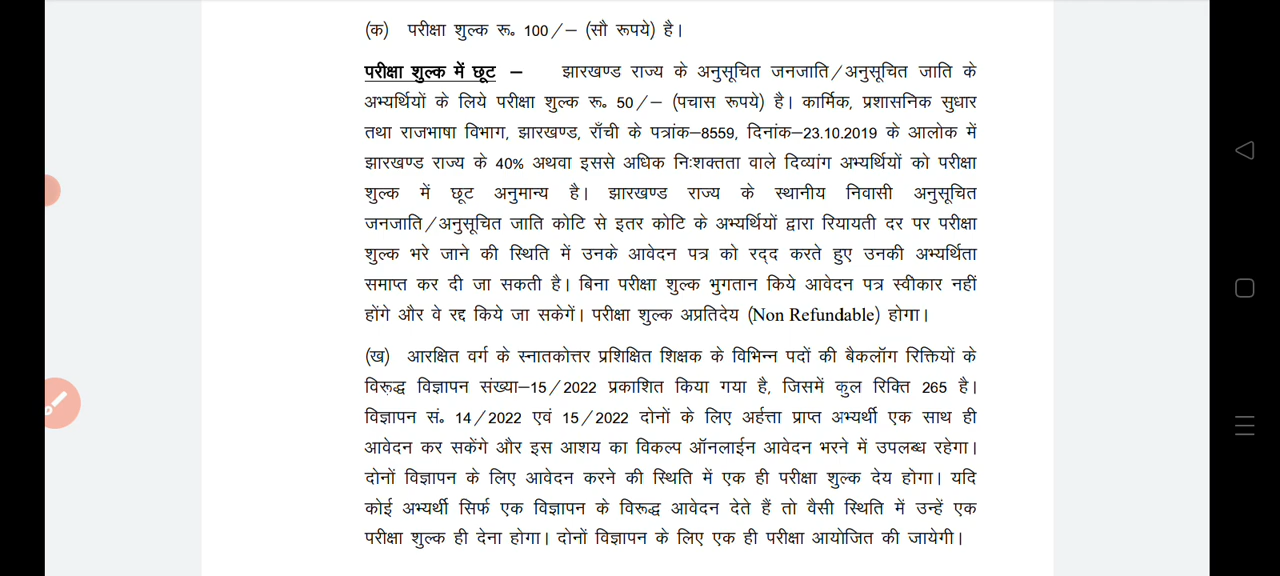 (क) परीक्षा शुल्क रू० 100/– (सौ रूपये) है।
परीक्षा शुल्क में छूट – झारखण्ड राज्य के अनुसूचित जनजाति/अनुसूचित जाति के
अभ्यर्थियों के लिये परीक्षा शुल्क रू० 50/– (पचास रूपये) है। कार्मिक, प्रशासनिक सुधार
तथा राजभाषा विभाग, झारखण्ड, राँची के पत्रांक–8559, दिनांक–23.10.2019 के आलोक में
झारखण्ड राज्य के 40% अथवा इससे अधिक निःशक्तता वाले दिव्यांग अभ्यर्थियों को परीक्षा
शुल्क में छूट अनुमान्य है। झारखण्ड राज्य के स्थानीय निवासी अनुसूचित
जनजाति/अनुसूचित जाति कोटि से इतर कोटि के अभ्यर्थियों द्वारा रियायती दर पर परीक्षा
शुल्क भरे जाने की स्थिति में उनके आवेदन पत्र को रद्द करते हुए उनकी अभ्यर्थिता
समाप्त कर दी जा सकती है। बिना परीक्षा शुल्क भुगतान किये आवेदन पत्र स्वीकार नहीं
होंगे और वे रद्द किये जा सकेगें। परीक्षा शुल्क अप्रतिदेय (Non Refundable) होगा।
(ख) आरक्षित वर्ग के स्नातकोत्तर प्रशिक्षित शिक्षक के विभिन्न पदों की बैकलॉग रिक्तियों के
विरूद्ध विज्ञापन संख्या–15/2022 प्रकाशित किया गया है, जिसमें कुल रिक्ति 265 है।
विज्ञापन सं० 14/2022 एवं 15/2022 दोनों के लिए अर्हत्ता प्राप्त अभ्यर्थी एक साथ ही
आवेदन कर सकेंगे और इस आशय का विकल्प ऑनलाईन आवेदन भरने में उपलब्ध रहेगा।
दोनों विज्ञापन के लिए आवेदन करने की स्थिति में एक ही परीक्षा शुल्क देय होगा। यदि
कोई अभ्यर्थी सिर्फ एक विज्ञापन के विरूद्ध आवेदन देते हैं तो वैसी स्थिति में उन्हें एक
परीक्षा शुल्क ही देना होगा। दोनों विज्ञापन के लिए एक ही परीक्षा आयोजित की जायेगी।